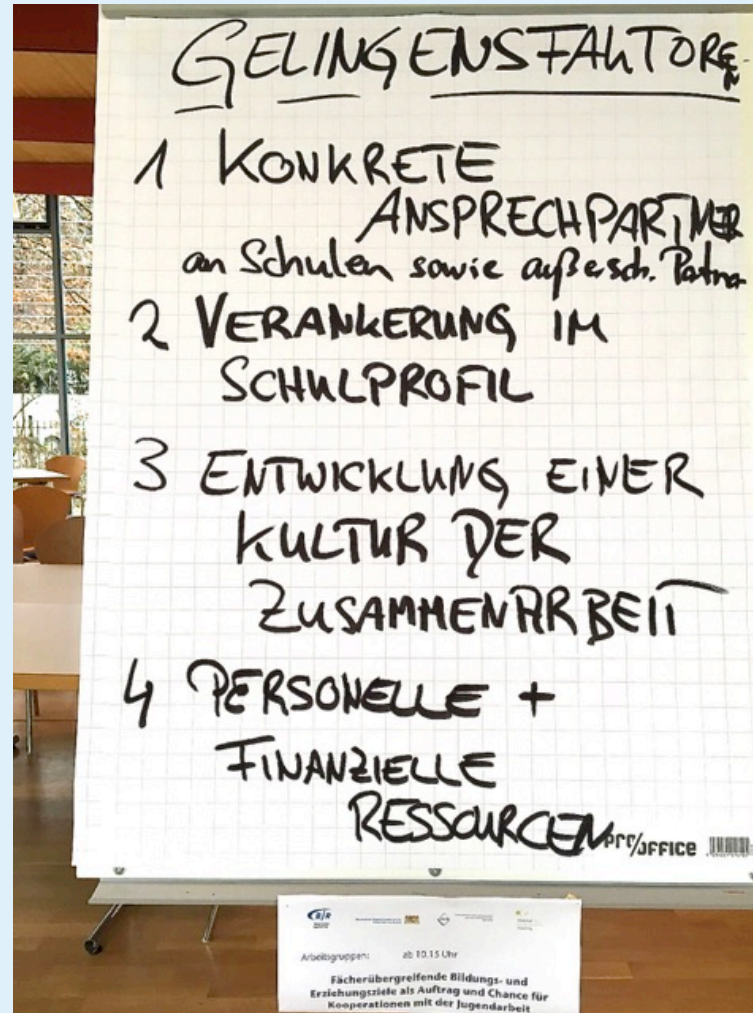 GELINGENSFAKTOREN
1 KONKRETE
ANSPRECHPARTNER
an Schulen sowie außersch. Partner
2 VERANKERUNG IM
SCHULPROFIL
3 ENTWICKLUNG EINER
KULTUR DER
ZUSAMMENARBEIT
4 PERSONELLE +
FINANZIELLE
RESSOURCEN
pro/OFFICE
BJR
Arbeitsgruppen: ab 10.15 Uhr
Fächerübergreifende Bildungs- und
Erziehungsziele als Auftrag und Chance für
Kooperationen mit der Jugendarbeit